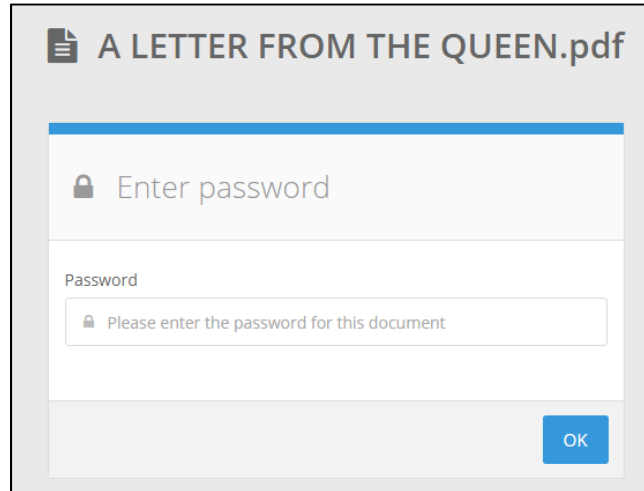 A LETTER FROM THE QUEEN.pdf
Enter password
Password
Please enter the password for this document
OK